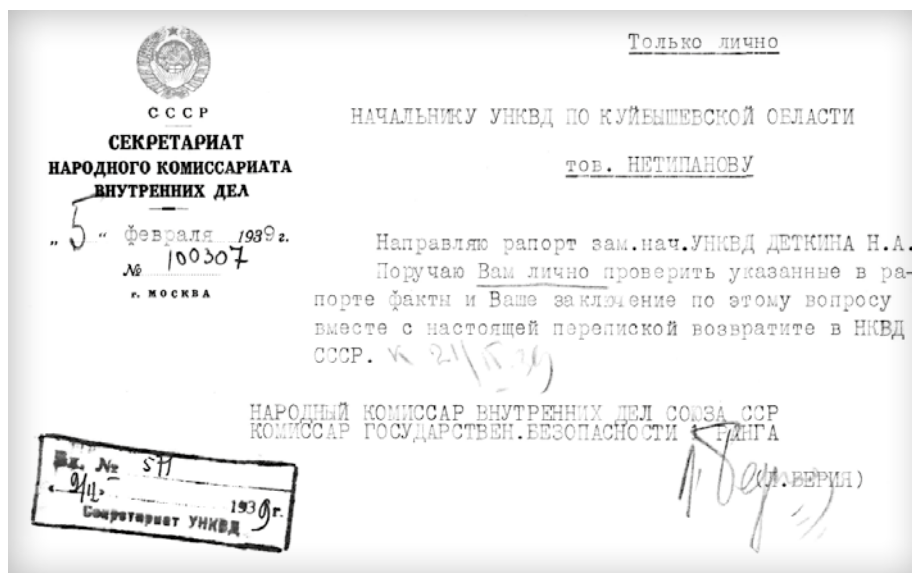 Только лично
СССР
СЕКРЕТАРИАТ
НАРОДНОГО КОМИССАРИАТА
ВНУТРЕННИХ ДЕЛ
„5“ февраля 1939 г.
№ 100307
г. МОСКВА
НАЧАЛЬНИКУ УНКВД ПО КУЙБЫШЕВСКОЙ ОБЛАСТИ
тов. НЕТИПАНОВУ
Направляю рапорт зам.нач.УНКВД ДЕТКИНА Н.А.
Поручаю Вам лично проверить указанные в ра-
порте факты и Ваше заключение по этому вопросу
вместе с настоящей перепиской возвратите в НКВД
СССР.
НАРОДНЫЙ КОМИССАР ВНУТРЕННИХ ДЕЛ СОЮЗА ССР
КОМИССАР ГОСУДАРСТВЕН.БЕЗОПАСНОСТИ 1 РАНГА
(Л.БЕРИЯ)
Вх. № 571
1939 г.
Секретариат УНКВД